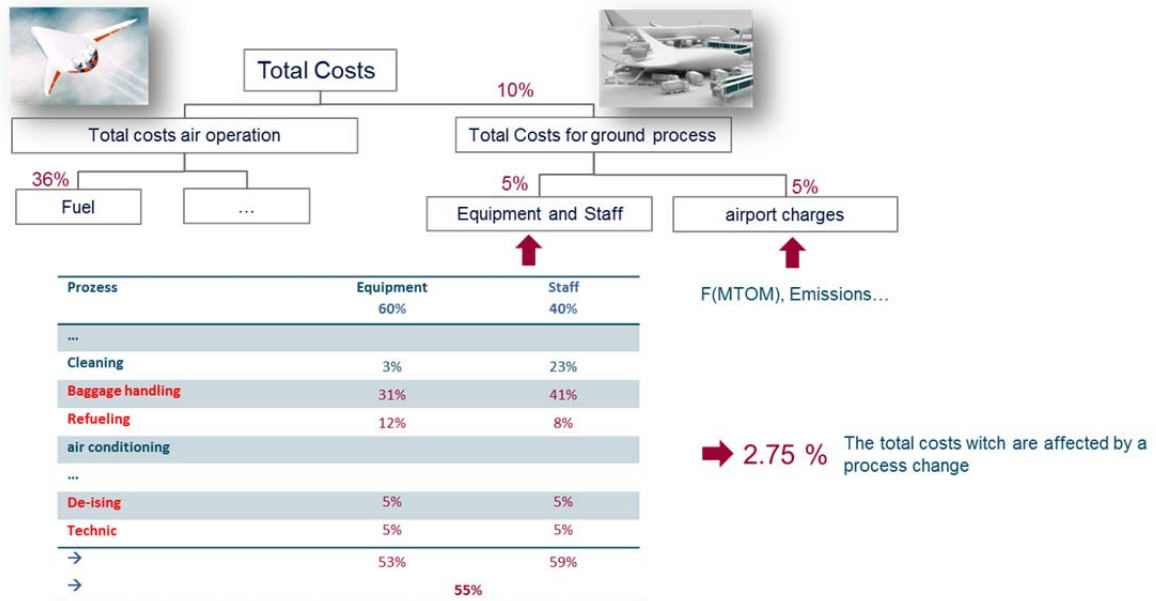 Total Costs
10%
Total costs air operation
Total Costs for ground process
36%
5%
5%
Fuel
...
Equipment and Staff
airport charges
Prozess Equipment Staff
60% 40%
F(MTOM), Emissions...
...
Cleaning 3% 23%
Baggage handling 31% 41%
Refueling 12% 8%
air conditioning
...
De-ising 5% 5%
Technic 5% 5%
→ 53% 59%
→ 55%
2.75 %
The total costs witch are affected by a
process change